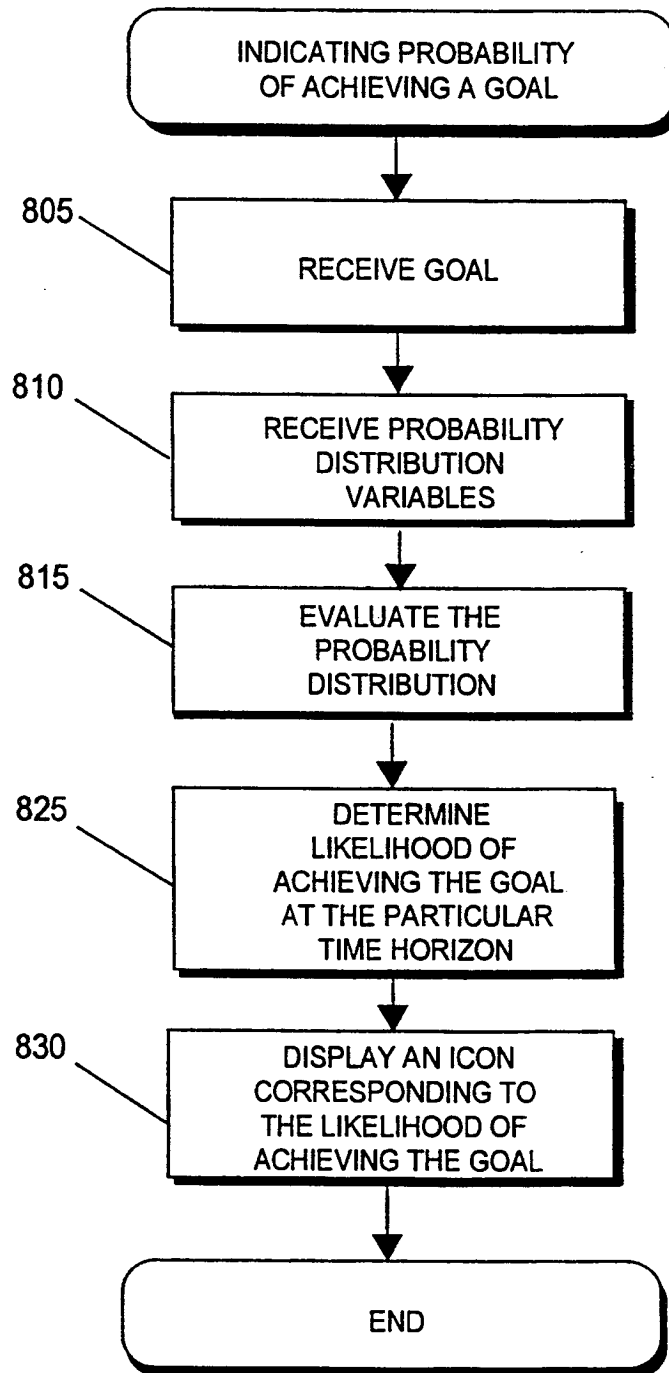 INDICATING PROBABILITY
OF ACHIEVING A GOAL
805
RECEIVE GOAL
810
RECEIVE PROBABILITY
DISTRIBUTION
VARIABLES
815
EVALUATE THE
PROBABILITY
DISTRIBUTION
825
DETERMINE
LIKELIHOOD OF
ACHIEVING THE GOAL
AT THE PARTICULAR
TIME HORIZON
830
DISPLAY AN ICON
CORRESPONDING TO
THE LIKELIHOOD OF
ACHIEVING THE GOAL
END